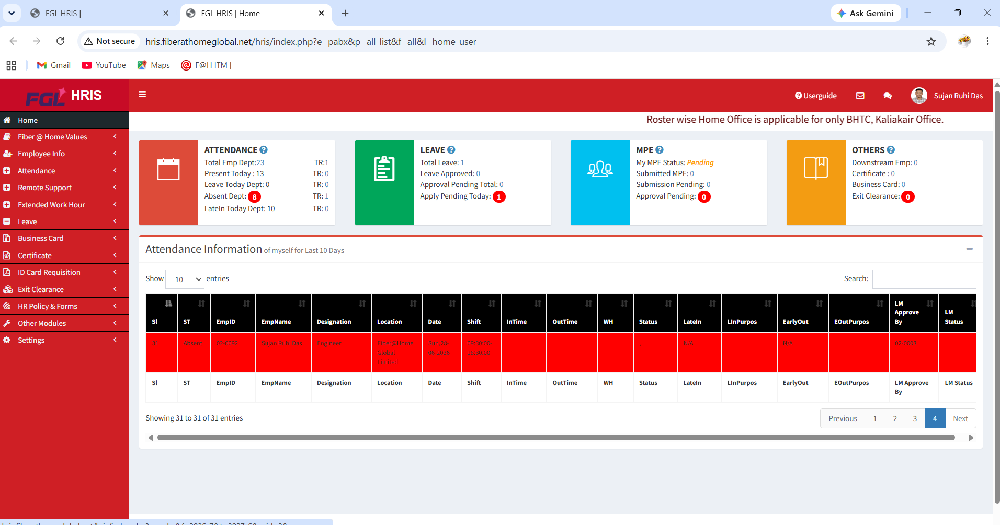 FGL HRIS |
FGL HRIS | Home
Ask Gemini
Not secure
hris.fiberathomeglobal.net/hris/index.php?e=pabx&p=all_list&f=all&l=home_user
Gmail
YouTube
Maps
F@H ITM |
FGL HRIS
Userguide
Sujan Ruhi Das
Home
Fiber @ Home Values
Employee Info
Attendance
Remote Support
Extended Work Hour
Leave
Business Card
Certificate
ID Card Requisition
Exit Clearance
HR Policy & Forms
Other Modules
Settings
Roster wise Home Office is applicable for only BHTC, Kaliakair Office.
ATTENDANCE
Total Emp Dept:23 TR:1
Present Today : 13 TR: 0
Leave Today Dept: 0 TR: 0
Absent Dept: 8 TR: 1
LateIn Today Dept: 10 TR: 0
LEAVE
Total Leave: 1
Leave Approved: 0
Approval Pending Total: 0
Apply Pending Today: 1
MPE
My MPE Status: Pending
Submitted MPE: 0
Submission Pending: 0
Approval Pending: 0
OTHERS
Downstream Emp: 0
Certificate : 0
Business Card: 0
Exit Clearance: 0
Attendance Information of myself for Last 10 Days
Show 10 entries
Search:
Sl ST EmpID EmpName Designation Location Date Shift InTime OutTime WH Status LateIn LInPurpos EarlyOut EOutPurpos LM Approve By LM Status
31 Absent 02-0092 Sujan Ruhi Das Engineer Fiber@Home Global Limited Sun,28-06-2026 09:30:00-18:30:00 , N/A N/A 02-0003
Sl ST EmpID EmpName Designation Location Date Shift InTime OutTime WH Status LateIn LInPurpos EarlyOut EOutPurpos LM Approve By LM Status
Showing 31 to 31 of 31 entries
Previous 1 2 3 4 Next